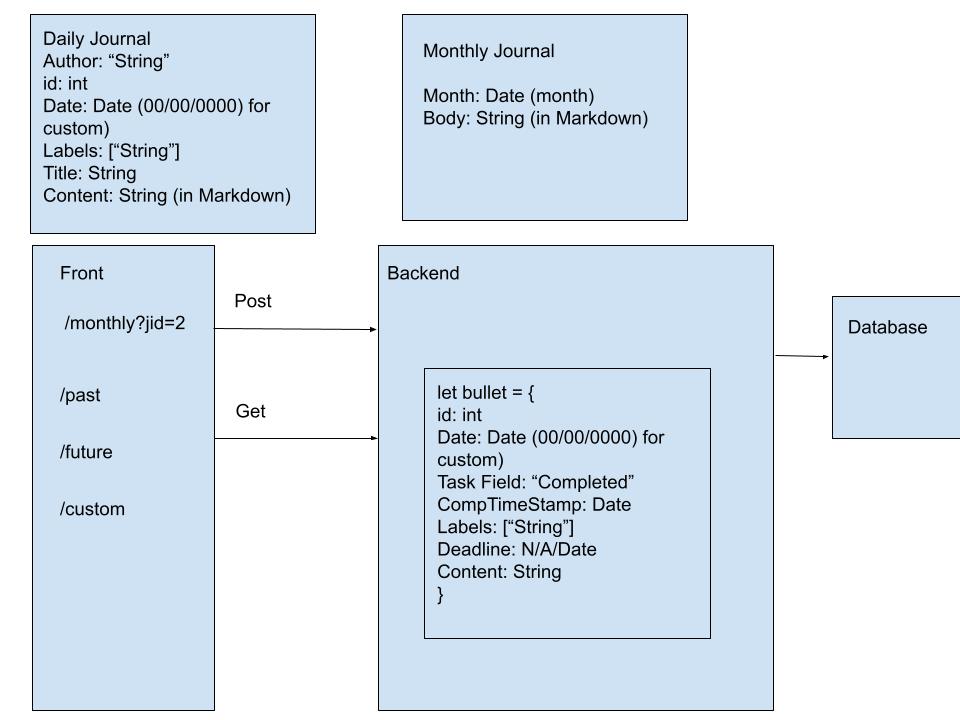 Daily Journal
Author: “String”
id: int
Date: Date (00/00/0000) for
custom)
Labels: [“String”]
Title: String
Content: String (in Markdown)
Monthly Journal
Month: Date (month)
Body: String (in Markdown)
Front
/monthly?jid=2
/past
/future
/custom
Post
Get
Backend
let bullet = {
id: int
Date: Date (00/00/0000) for
custom)
Task Field: “Completed”
CompTimeStamp: Date
Labels: [“String”]
Deadline: N/A/Date
Content: String
}
Database